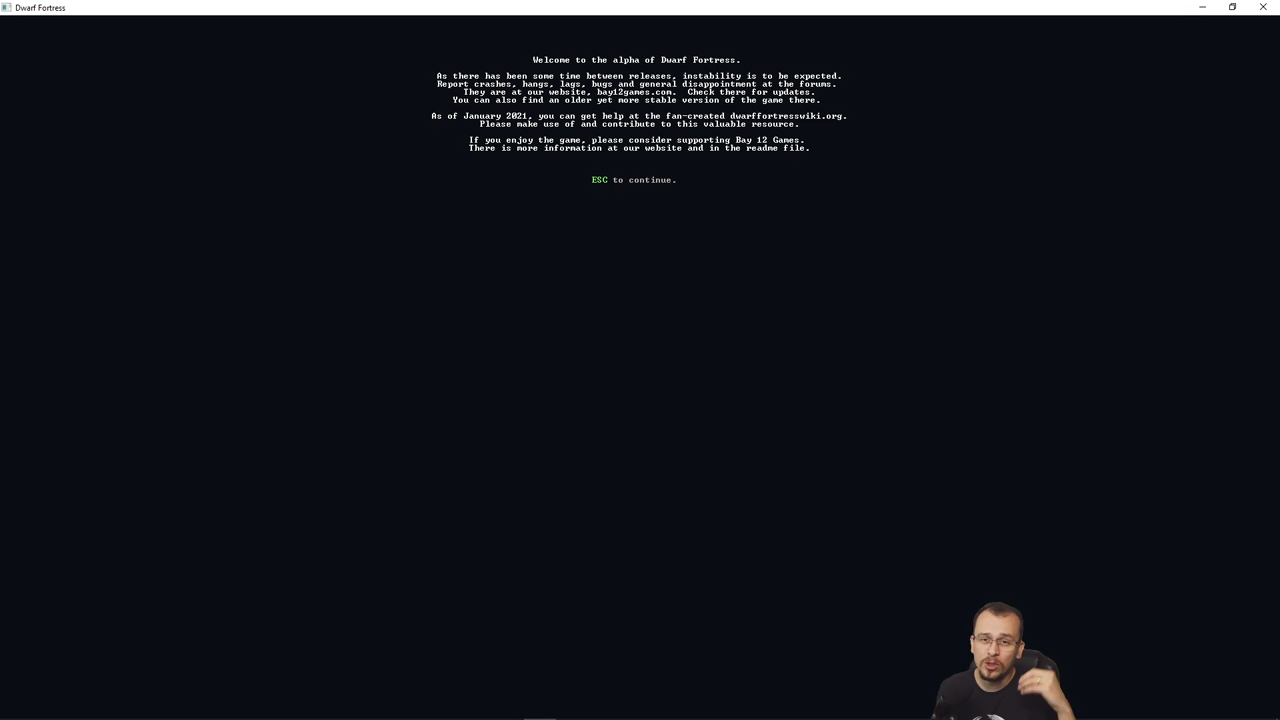 Dwarf Fortress
Welcome to the alpha of Dwarf Fortress.
As there has been some time between releases, instability is to be expected.
Report crashes, hangs, lags, bugs and general disappointment at the forums.
They are at our website, bay12games.com.  Check there for updates.
You can also find an older yet more stable version of the game there.
As of January 2021, you can get help at the fan-created dwarffortresswiki.org.
Please make use of and contribute to this valuable resource.
If you enjoy the game, please consider supporting Bay 12 Games.
There is more information at our website and in the readme file.
ESC to continue.